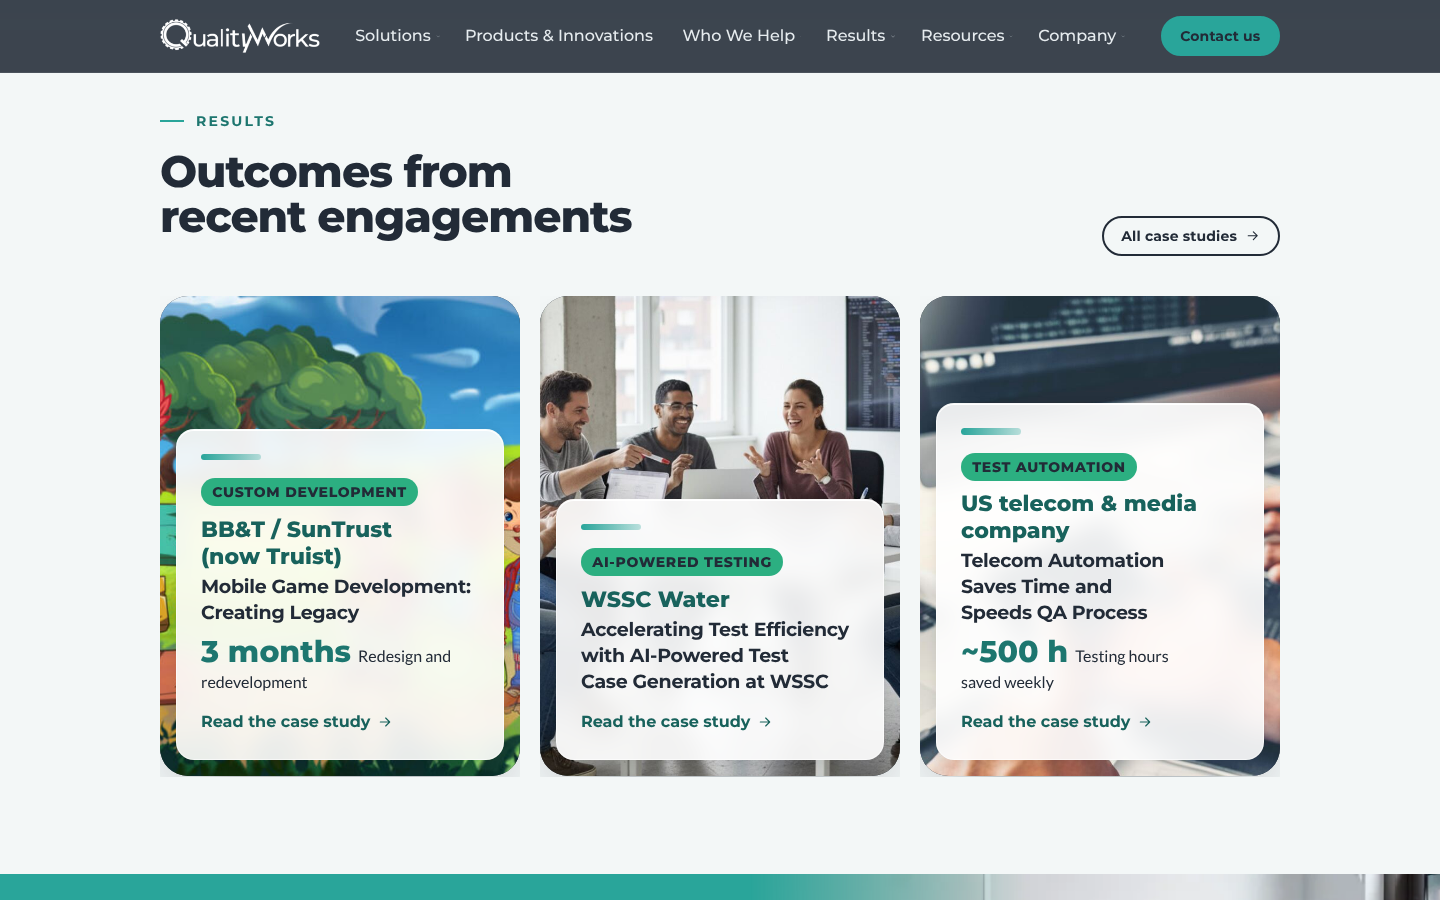 QualityWorks
Solutions
Products & Innovations
Who We Help
Results
Resources
Company
Contact us
RESULTS
Outcomes from
recent engagements
All case studies →
CUSTOM DEVELOPMENT
BB&T / SunTrust
(now Truist)
Mobile Game Development:
Creating Legacy
3 months Redesign and
redevelopment
Read the case study →
AI-POWERED TESTING
WSSC Water
Accelerating Test Efficiency
with AI-Powered Test
Case Generation at WSSC
Read the case study →
TEST AUTOMATION
US telecom & media
company
Telecom Automation
Saves Time and
Speeds QA Process
~500 h Testing hours
saved weekly
Read the case study →